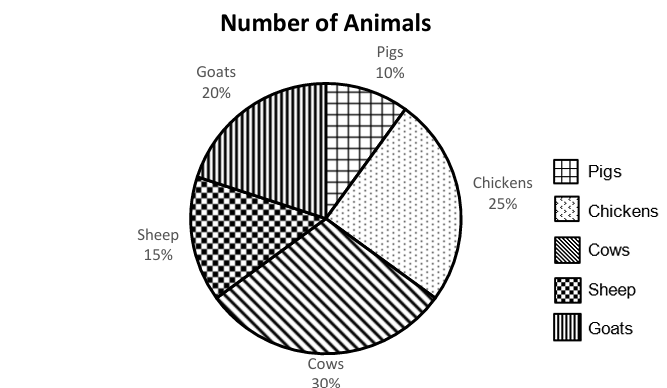 Number of Animals
Pigs
10%
Goats
20%
Chickens
25%
Sheep
15%
Cows
30%
Pigs
Chickens
Cows
Sheep
Goats